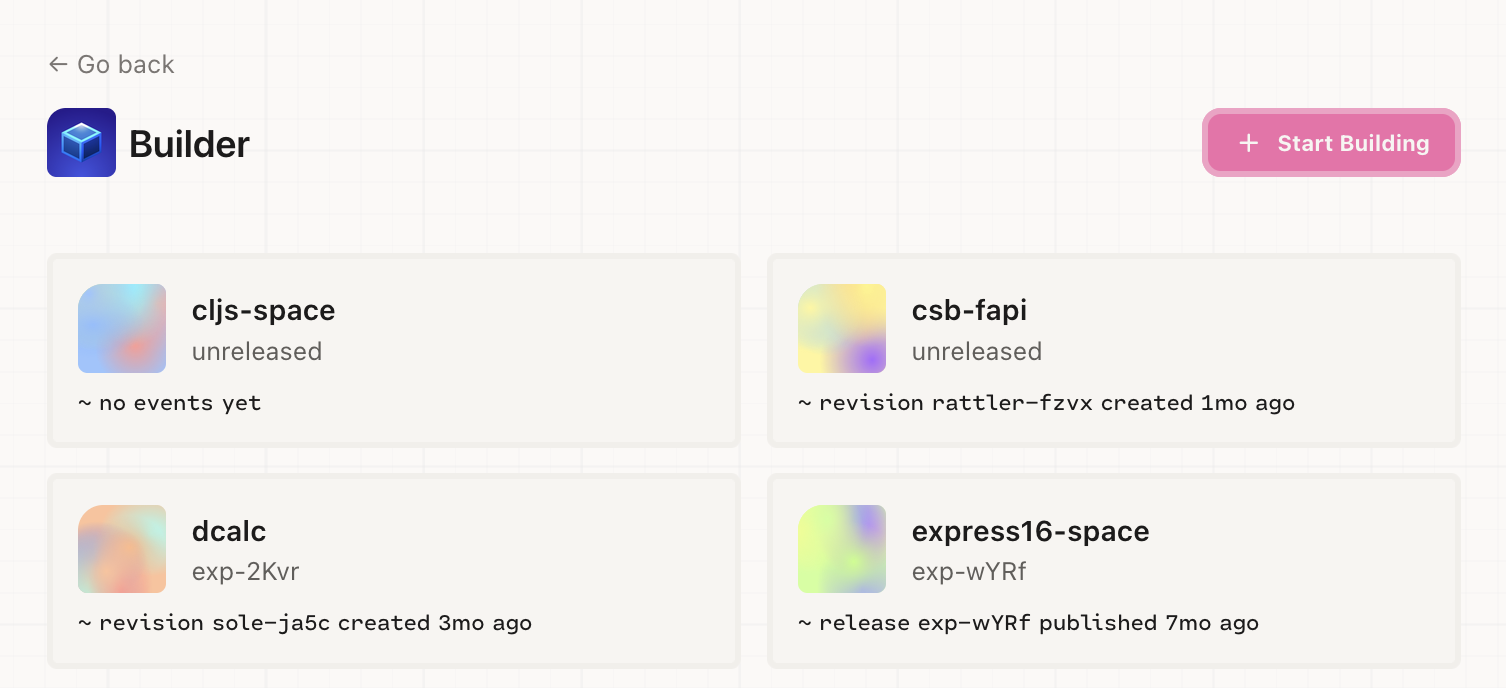 ← Go back
Builder
+ Start Building
cljs-space
unreleased
~ no events yet
csb-fapi
unreleased
~ revision rattler-fzvx created 1mo ago
dcalc
exp-2Kvr
~ revision sole-ja5c created 3mo ago
express16-space
exp-wYRf
~ release exp-wYRf published 7mo ago